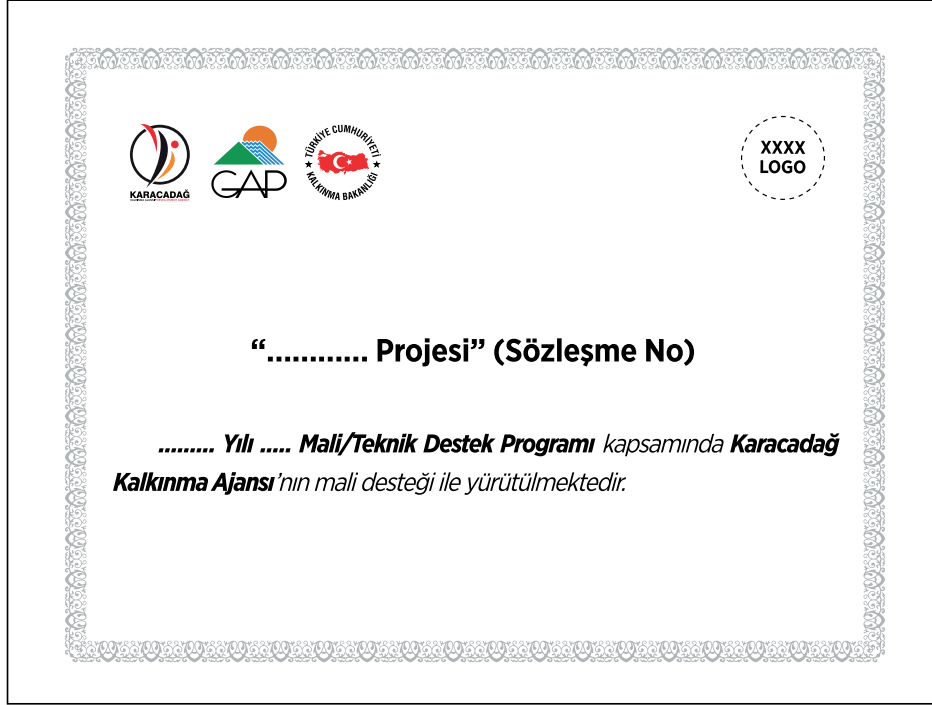 KARACADAĞ
GAP
TÜRKİYE CUMHURİYETİ
KALKINMA BAKANLIĞI
XXXX
LOGO
“............ Projesi” (Sözleşme No)
......... Yılı ..... Mali/Teknik Destek Programı kapsamında Karacadağ
Kalkınma Ajansı’nın mali desteği ile yürütülmektedir.